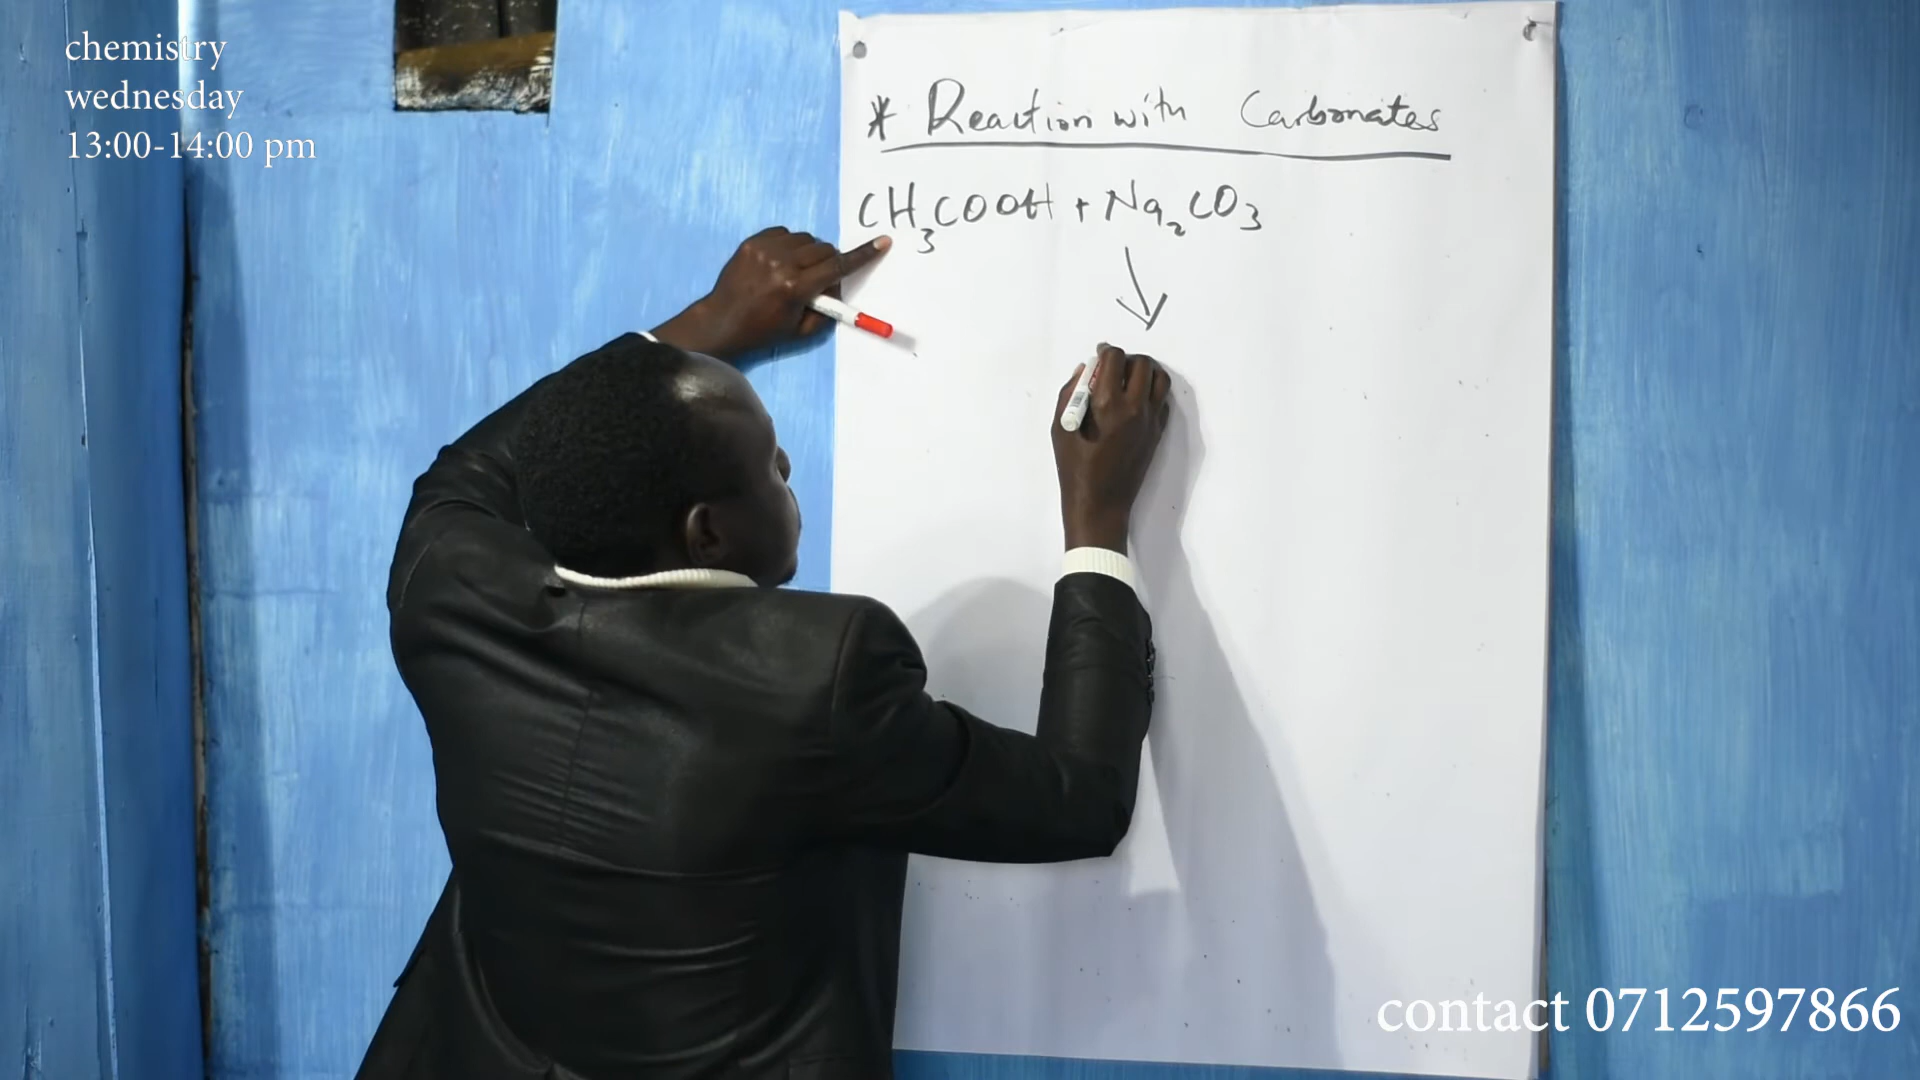 chemistry
wednesday
13:00-14:00 pm
* Reaction with Carbonates
CH₃COOH + Na₂CO₃
contact 0712597866